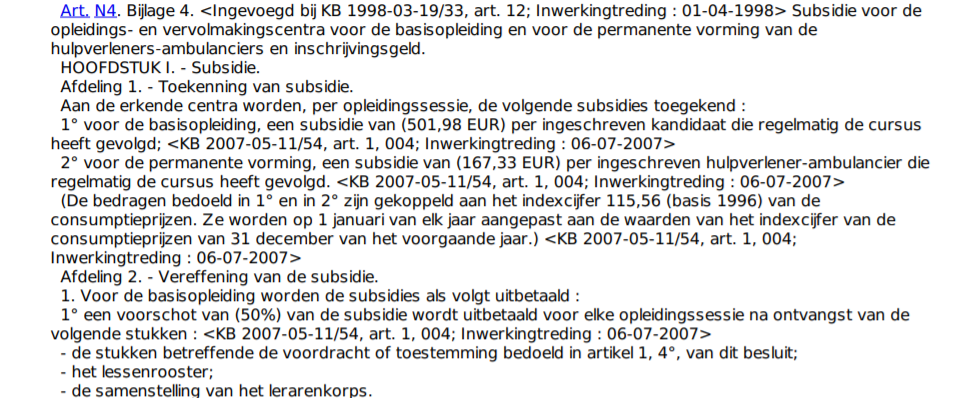 Art. N4. Bijlage 4. <Ingevoegd bij KB 1998-03-19/33, art. 12; Inwerkingtreding : 01-04-1998> Subsidie voor de
opleidings- en vervolmakingscentra voor de basisopleiding en voor de permanente vorming van de
hulpverleners-ambulanciers en inschrijvingsgeld.
HOOFDSTUK I. - Subsidie.
Afdeling 1. - Toekenning van subsidie.
Aan de erkende centra worden, per opleidingssessie, de volgende subsidies toegekend :
1° voor de basisopleiding, een subsidie van (501,98 EUR) per ingeschreven kandidaat die regelmatig de cursus
heeft gevolgd; <KB 2007-05-11/54, art. 1, 004; Inwerkingtreding : 06-07-2007>
2° voor de permanente vorming, een subsidie van (167,33 EUR) per ingeschreven hulpverlener-ambulancier die
regelmatig de cursus heeft gevolgd. <KB 2007-05-11/54, art. 1, 004; Inwerkingtreding : 06-07-2007>
(De bedragen bedoeld in 1° en in 2° zijn gekoppeld aan het indexcijfer 115,56 (basis 1996) van de
consumptieprijzen. Ze worden op 1 januari van elk jaar aangepast aan de waarden van het indexcijfer van de
consumptieprijzen van 31 december van het voorgaande jaar.) <KB 2007-05-11/54, art. 1, 004;
Inwerkingtreding : 06-07-2007>
Afdeling 2. - Vereffening van de subsidie.
1. Voor de basisopleiding worden de subsidies als volgt uitbetaald :
1° een voorschot van (50%) van de subsidie wordt uitbetaald voor elke opleidingssessie na ontvangst van de
volgende stukken : <KB 2007-05-11/54, art. 1, 004; Inwerkingtreding : 06-07-2007>
- de stukken betreffende de voordracht of toestemming bedoeld in artikel 1, 4°, van dit besluit;
- het lessenrooster;
- de samenstelling van het lerarenkorps.